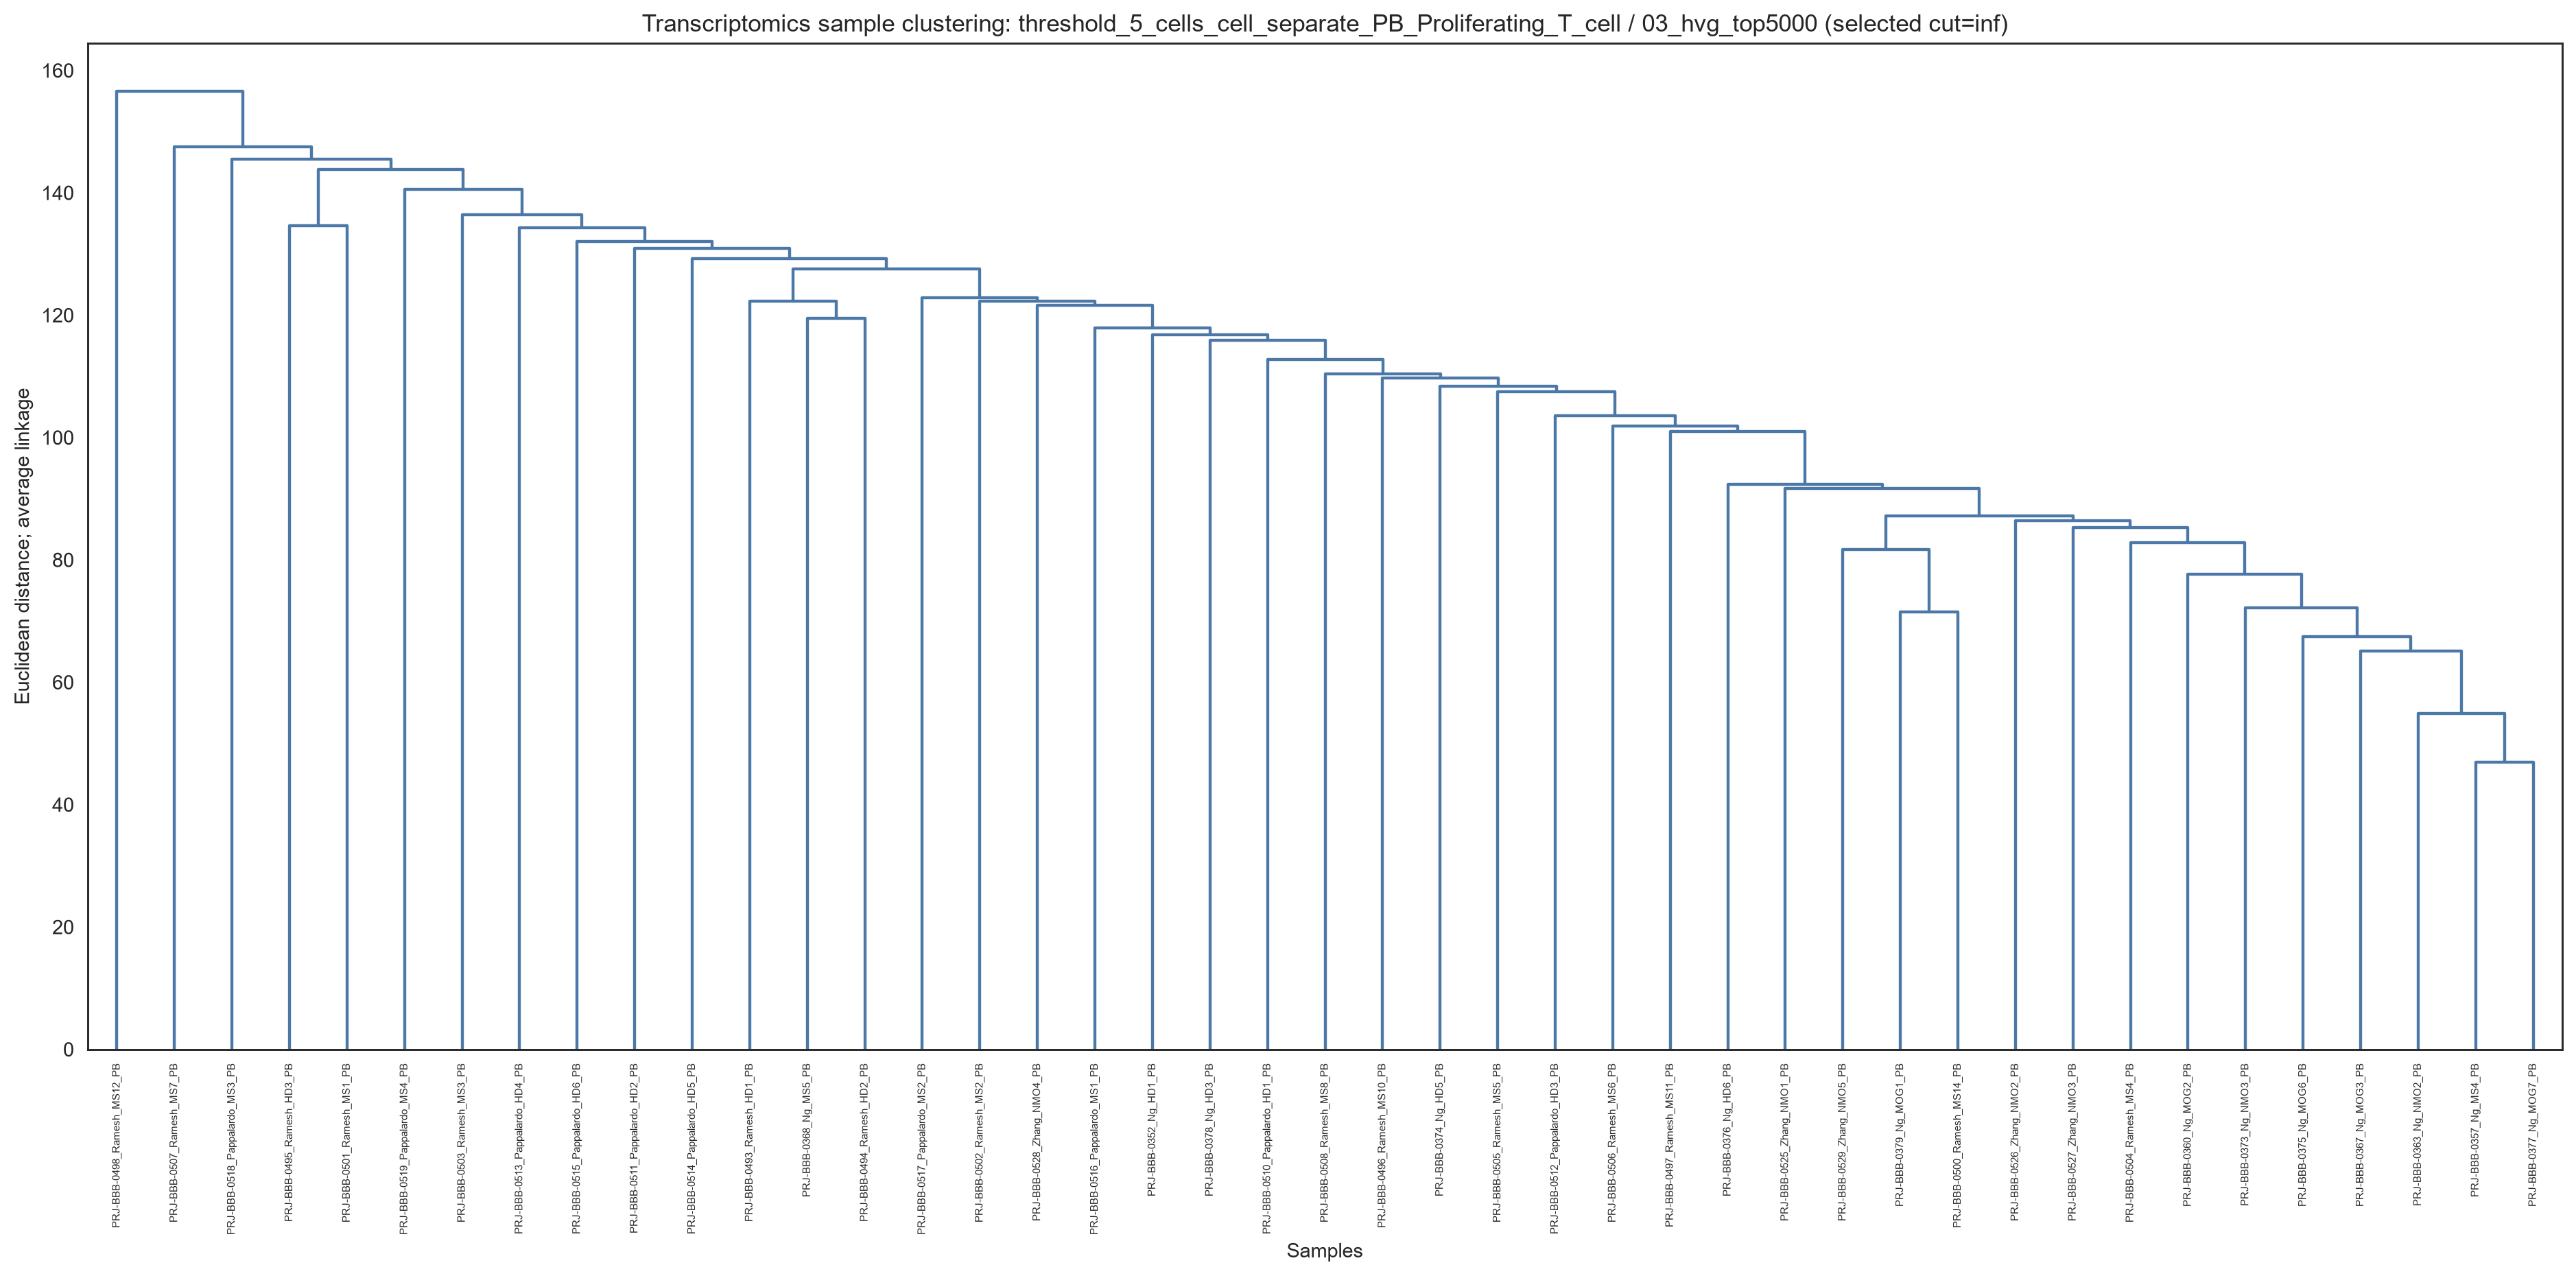 Transcriptomics sample clustering: threshold_5_cells_cell_separate_PB_Proliferating_T_cell / 03_hvg_top5000 (selected cut=inf)
Euclidean distance; average linkage
160
140
120
100
80
60
40
20
0
PRJ-BBB-0498_Ramesh_MS12_PB
PRJ-BBB-0507_Ramesh_MS7_PB
PRJ-BBB-0518_Pappalardo_MS3_PB
PRJ-BBB-0495_Ramesh_HD3_PB
PRJ-BBB-0501_Ramesh_MS1_PB
PRJ-BBB-0519_Pappalardo_MS4_PB
PRJ-BBB-0503_Ramesh_MS3_PB
PRJ-BBB-0513_Pappalardo_HD4_PB
PRJ-BBB-0515_Pappalardo_HD6_PB
PRJ-BBB-0511_Pappalardo_HD2_PB
PRJ-BBB-0514_Pappalardo_HD5_PB
PRJ-BBB-0493_Ramesh_HD1_PB
PRJ-BBB-0368_Ng_MS5_PB
PRJ-BBB-0494_Ramesh_HD2_PB
PRJ-BBB-0517_Pappalardo_MS2_PB
PRJ-BBB-0502_Ramesh_MS2_PB
PRJ-BBB-0528_Zhang_NMO4_PB
PRJ-BBB-0516_Pappalardo_MS1_PB
PRJ-BBB-0352_Ng_HD1_PB
PRJ-BBB-0378_Ng_HD3_PB
PRJ-BBB-0510_Pappalardo_HD1_PB
PRJ-BBB-0508_Ramesh_MS8_PB
PRJ-BBB-0496_Ramesh_MS10_PB
PRJ-BBB-0374_Ng_HD5_PB
PRJ-BBB-0505_Ramesh_MS5_PB
PRJ-BBB-0512_Pappalardo_HD3_PB
PRJ-BBB-0506_Ramesh_MS6_PB
PRJ-BBB-0497_Ramesh_MS11_PB
PRJ-BBB-0376_Ng_HD6_PB
PRJ-BBB-0525_Zhang_NMO1_PB
PRJ-BBB-0529_Zhang_NMO5_PB
PRJ-BBB-0379_Ng_MOG1_PB
PRJ-BBB-0500_Ramesh_MS14_PB
PRJ-BBB-0526_Zhang_NMO2_PB
PRJ-BBB-0527_Zhang_NMO3_PB
PRJ-BBB-0504_Ramesh_MS4_PB
PRJ-BBB-0360_Ng_MOG2_PB
PRJ-BBB-0373_Ng_NMO3_PB
PRJ-BBB-0375_Ng_MOG6_PB
PRJ-BBB-0367_Ng_MOG3_PB
PRJ-BBB-0363_Ng_NMO2_PB
PRJ-BBB-0357_Ng_MS4_PB
PRJ-BBB-0377_Ng_MOG7_PB
Samples